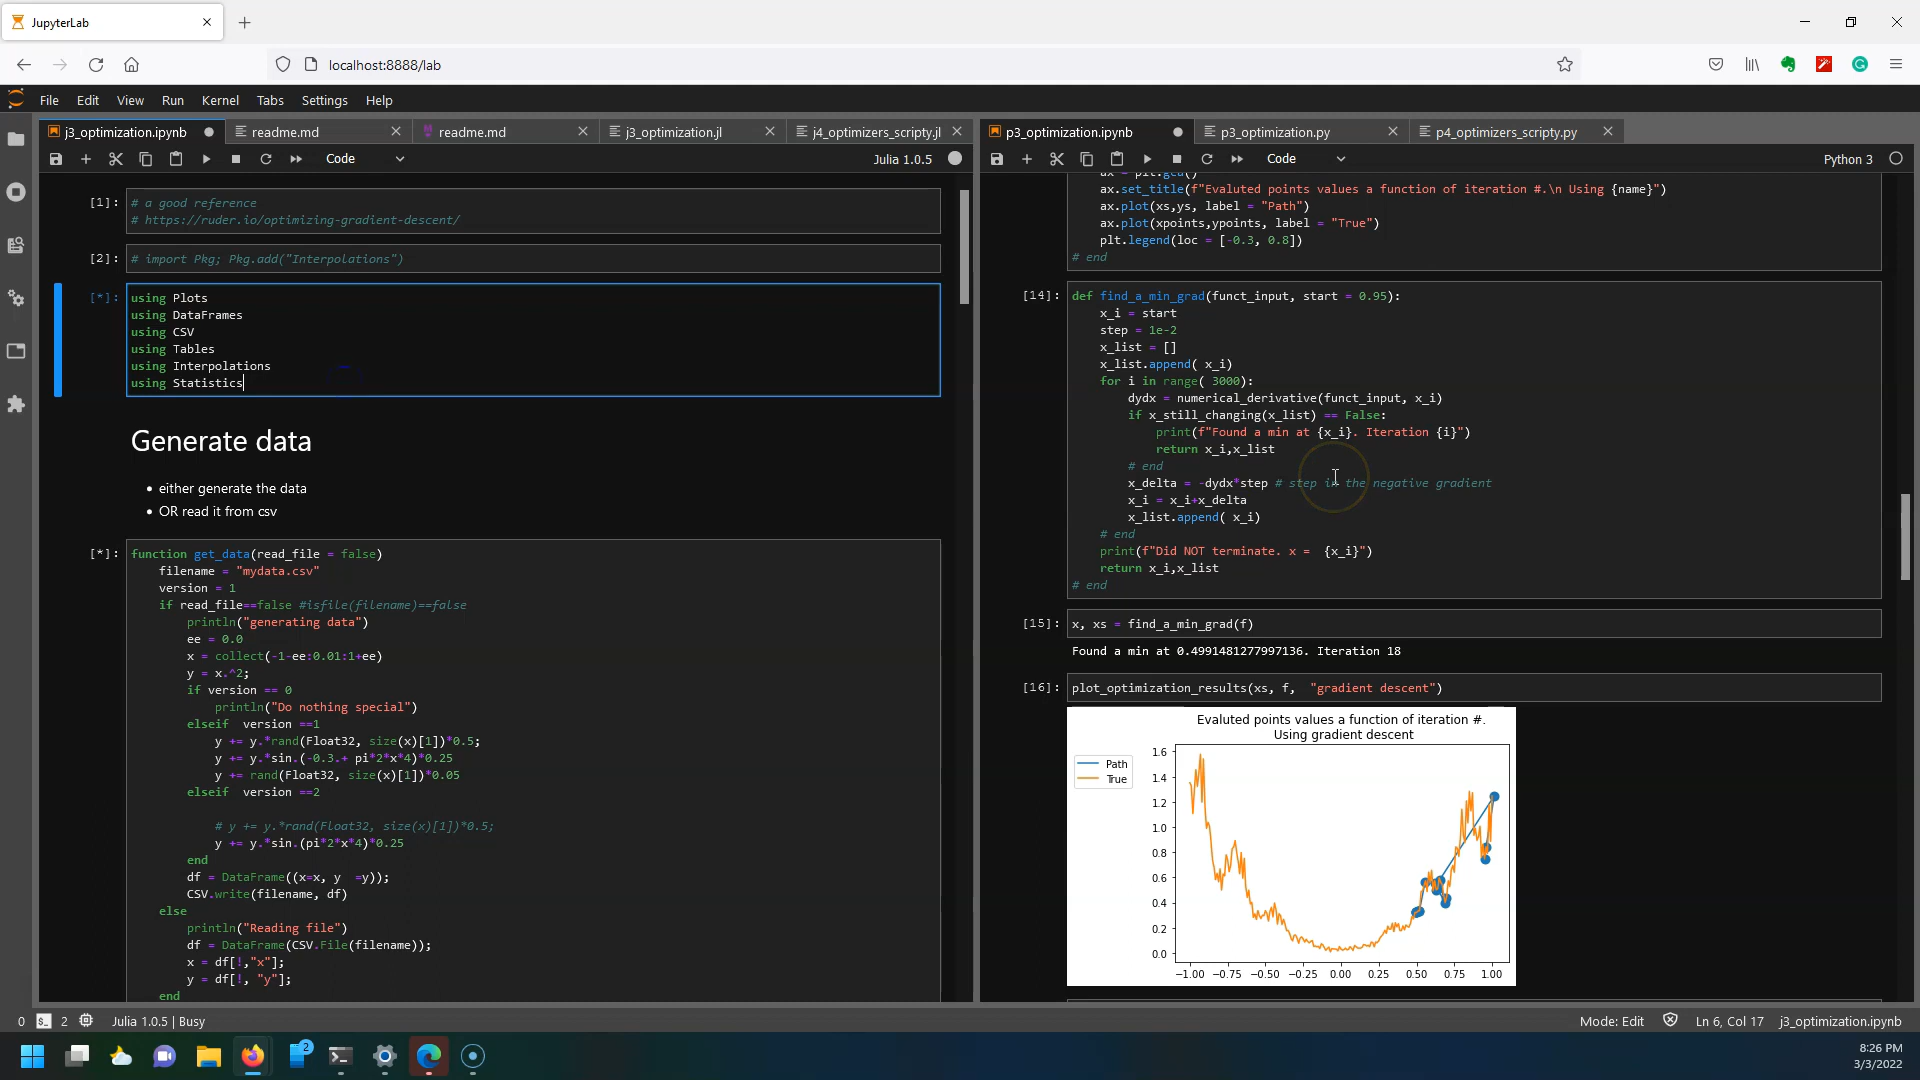 JupyterLab
localhost:8888/lab
File Edit View Run Kernel Tabs Settings Help
j3_optimization.ipynb
readme.md
readme.md
j3_optimization.jl
j4_optimizers_scripty.jl
Code
Julia 1.0.5
[1]: # a good reference
# https://ruder.io/optimizing-gradient-descent/
[2]: # import Pkg; Pkg.add("Interpolations")
[*]: using Plots
using DataFrames
using CSV
using Tables
using Interpolations
using Statistics
Generate data
• either generate the data
• OR read it from csv
[*]: function get_data(read_file = false)
filename = "mydata.csv"
version = 1
if read_file==false #isfile(filename)==false
println("generating data")
ee = 0.0
x = collect(-1-ee:0.01:1+ee)
y = x.^2;
if version == 0
println("Do nothing special")
elseif  version ==1
y += y.*rand(Float32, size(x)[1])*0.5;
y += y.*sin.(-0.3.+ pi*2*x*4)*0.25
y += rand(Float32, size(x)[1])*0.05
elseif  version ==2
# y += y.*rand(Float32, size(x)[1])*0.5;
y += y.*sin.(pi*2*x*4)*0.25
end
df = DataFrame((x=x, y  =y));
CSV.write(filename, df)
else
println("Reading file")
df = DataFrame(CSV.File(filename));
x = df[!,"x"];
y = df[!, "y"];
end
p3_optimization.ipynb
p3_optimization.py
p4_optimizers_scripty.py
Code
Python 3
ax = plt.gca()
ax.set_title(f"Evaluted points values a function of iteration #.\n Using {name}")
ax.plot(xs,ys, label = "Path")
ax.plot(xpoints,ypoints, label = "True")
plt.legend(loc = [-0.3, 0.8])
# end
[14]: def find_a_min_grad(funct_input, start = 0.95):
x_i = start
step = 1e-2
x_list = []
x_list.append( x_i)
for i in range( 3000):
dydx = numerical_derivative(funct_input, x_i)
if x_still_changing(x_list) == False:
print(f"Found a min at {x_i}. Iteration {i}")
return x_i,x_list
# end
x_delta = -dydx*step # step in the negative gradient
x_i = x_i+x_delta
x_list.append( x_i)
# end
print(f"Did NOT terminate. x =  {x_i}")
return x_i,x_list
# end
[15]: x, xs = find_a_min_grad(f)
Found a min at 0.4991481277997136. Iteration 18
[16]: plot_optimization_results(xs, f,  "gradient descent")
Evaluted points values a function of iteration #.
Using gradient descent
Path
True
1.6
1.4
1.2
1.0
0.8
0.6
0.4
0.2
0.0
−1.00 −0.75 −0.50 −0.25 0.00 0.25 0.50 0.75 1.00
0 2 Julia 1.0.5 | Busy
Mode: Edit Ln 6, Col 17 j3_optimization.ipynb
2
8:26 PM
3/3/2022